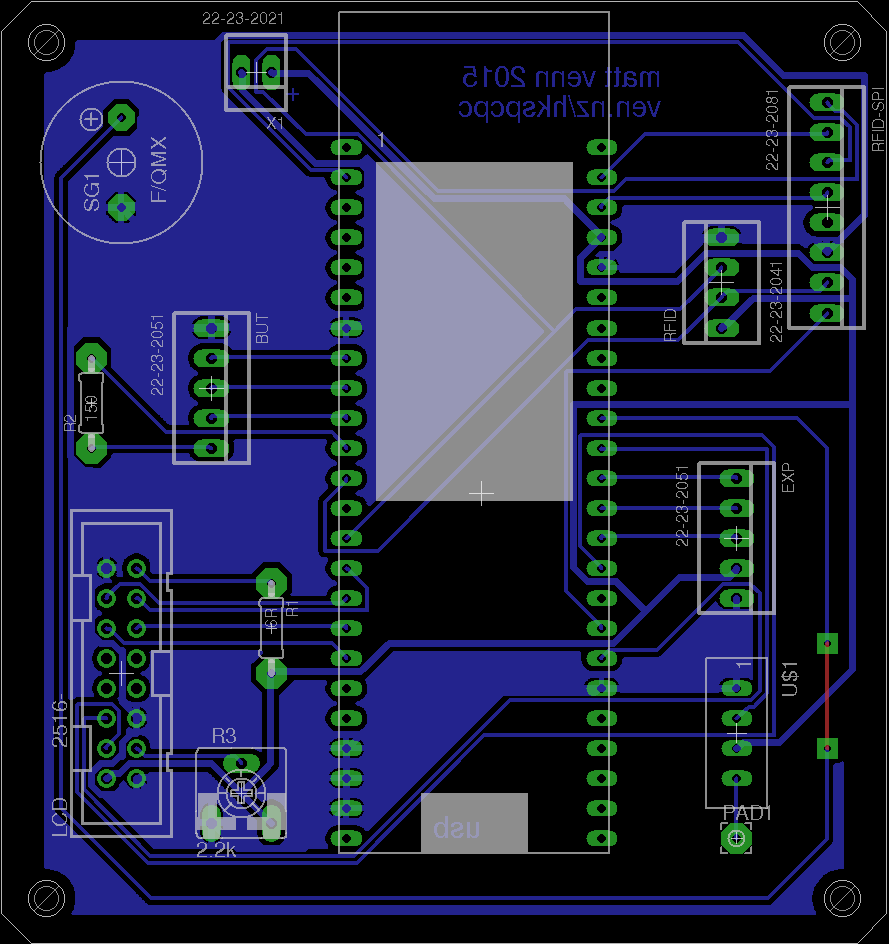 22-23-2021
matt venn 2015
ven.nz/hkspcpc
+
X1
1
22-23-2081
RFID-SPI
SG1
F/QMX
22-23-2041
RFID
22-23-2051
BUT
R2
150
22-23-2051
EXP
R1
6R
1
U$1
2516-
LCD
R3
2.2k
usb
PAD1